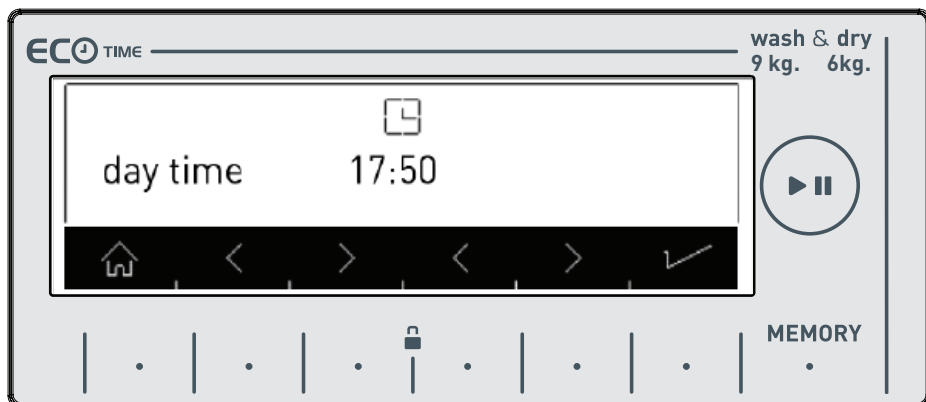 ECO TIME
wash & dry
9 kg. 6kg.
day time 17:50
MEMORY